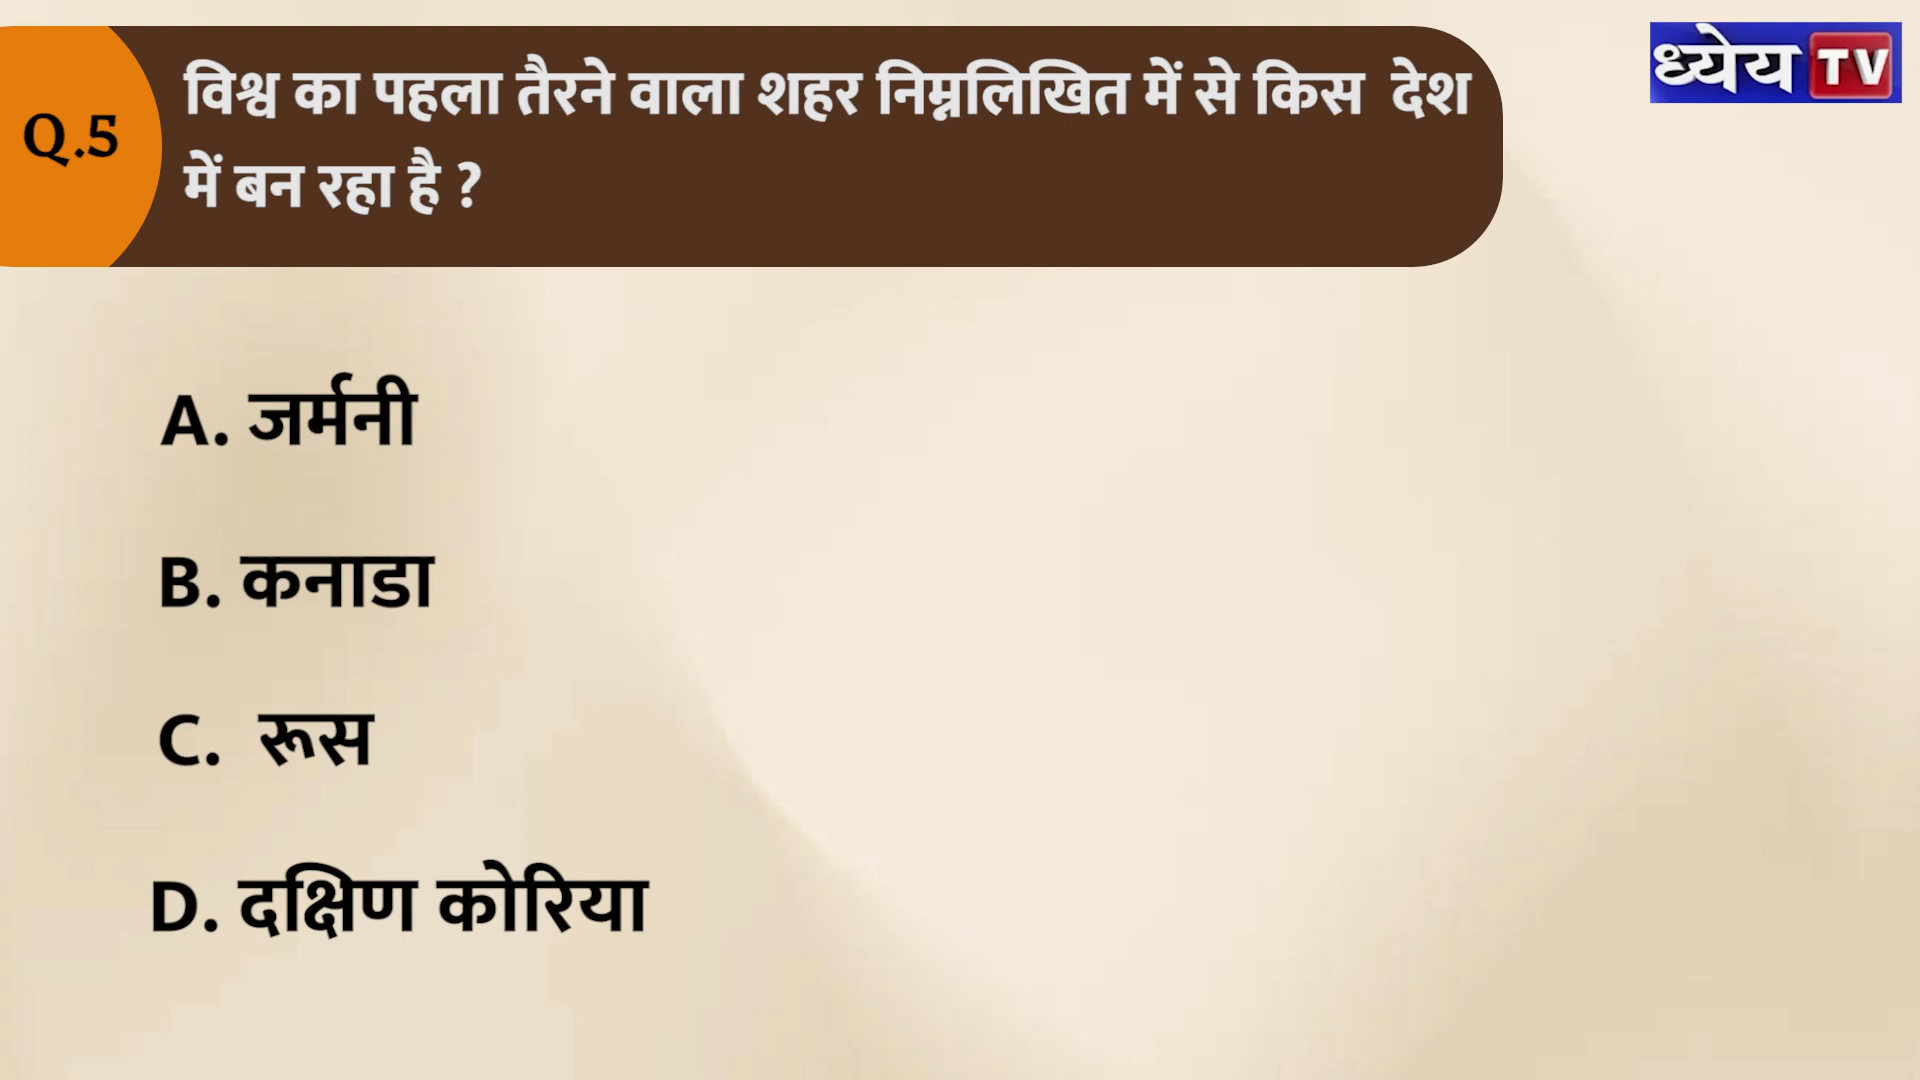 ध्येय TV
Q.5
विश्व का पहला तैरने वाला शहर निम्नलिखित में से किस देश
में बन रहा है ?
A. जर्मनी
B. कनाडा
C. रूस
D. दक्षिण कोरिया